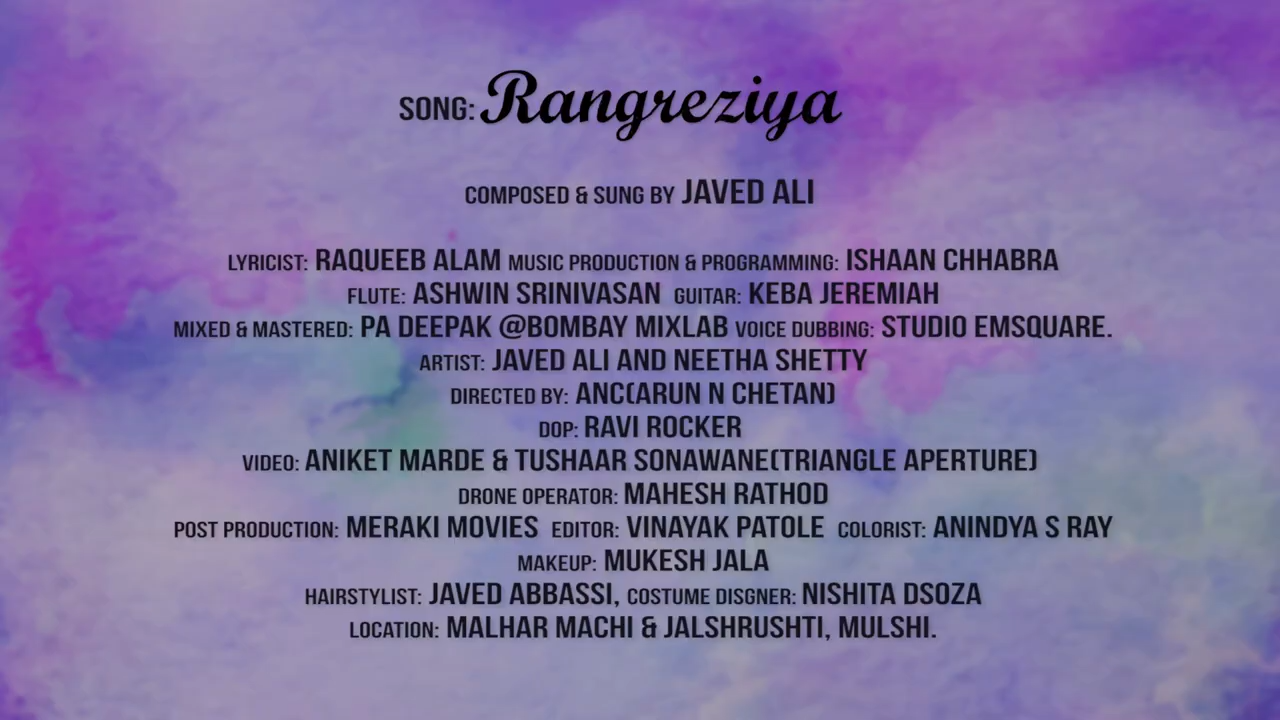 SONG: Rangreziya
COMPOSED & SUNG BY JAVED ALI
LYRICIST: RAQUEEB ALAM MUSIC PRODUCTION & PROGRAMMING: ISHAAN CHHABRA
FLUTE: ASHWIN SRINIVASAN GUITAR: KEBA JEREMIAH
MIXED & MASTERED: PA DEEPAK @BOMBAY MIXLAB VOICE DUBBING: STUDIO EMSQUARE.
ARTIST: JAVED ALI AND NEETHA SHETTY
DIRECTED BY: ANC(ARUN N CHETAN)
DOP: RAVI ROCKER
VIDEO: ANIKET MARDE & TUSHAAR SONAWANE(TRIANGLE APERTURE)
DRONE OPERATOR: MAHESH RATHOD
POST PRODUCTION: MERAKI MOVIES EDITOR: VINAYAK PATOLE COLORIST: ANINDYA S RAY
MAKEUP: MUKESH JALA
HAIRSTYLIST: JAVED ABBASSI, COSTUME DISGNER: NISHITA DSOZA
LOCATION: MALHAR MACHI & JALSHRUSHTI, MULSHI.